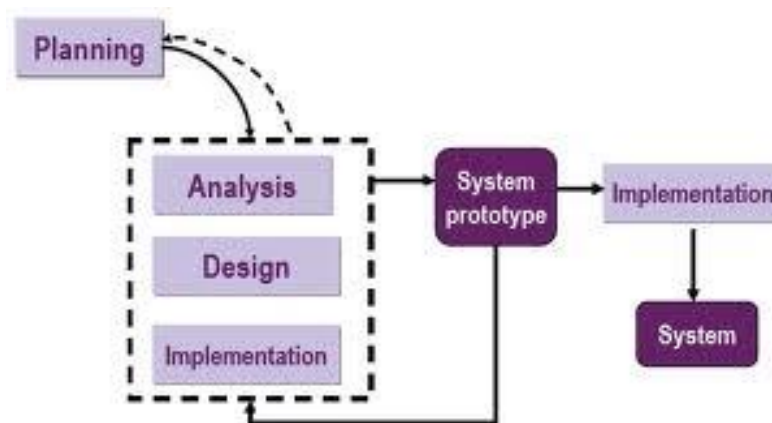 Planning
Analysis
Design
Implementation
System
prototype
Implementation
System